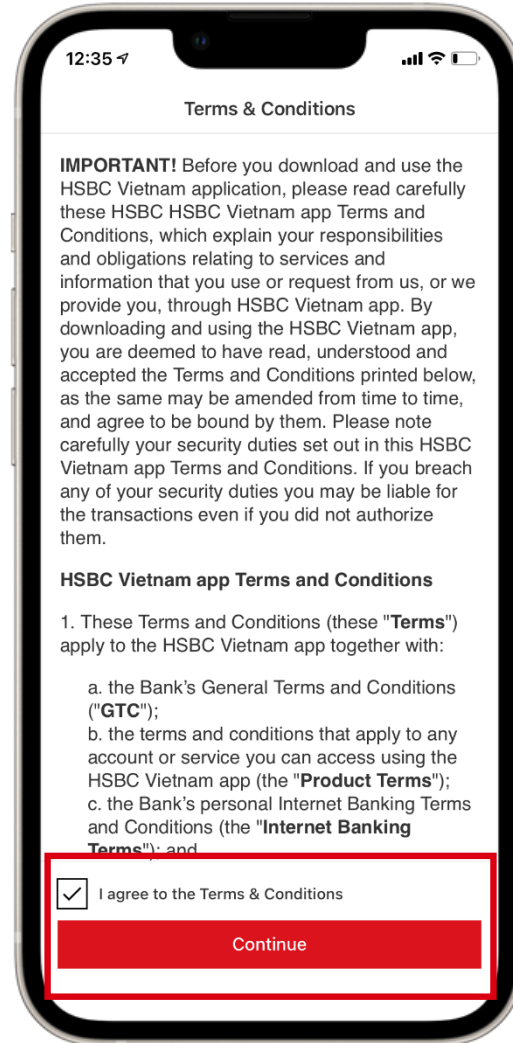 12:35
Terms & Conditions
IMPORTANT! Before you download and use the
HSBC Vietnam application, please read carefully
these HSBC HSBC Vietnam app Terms and
Conditions, which explain your responsibilities
and obligations relating to services and
information that you use or request from us, or we
provide you, through HSBC Vietnam app. By
downloading and using the HSBC Vietnam app,
you are deemed to have read, understood and
accepted the Terms and Conditions printed below,
as the same may be amended from time to time,
and agree to be bound by them. Please note
carefully your security duties set out in this HSBC
Vietnam app Terms and Conditions. If you breach
any of your security duties you may be liable for
the transactions even if you did not authorize
them.
HSBC Vietnam app Terms and Conditions
1. These Terms and Conditions (these "Terms")
apply to the HSBC Vietnam app together with:
a. the Bank's General Terms and Conditions
("GTC");
b. the terms and conditions that apply to any
account or service you can access using the
HSBC Vietnam app (the "Product Terms");
c. the Bank's personal Internet Banking Terms
and Conditions (the "Internet Banking
Terms"); and
I agree to the Terms & Conditions
Continue